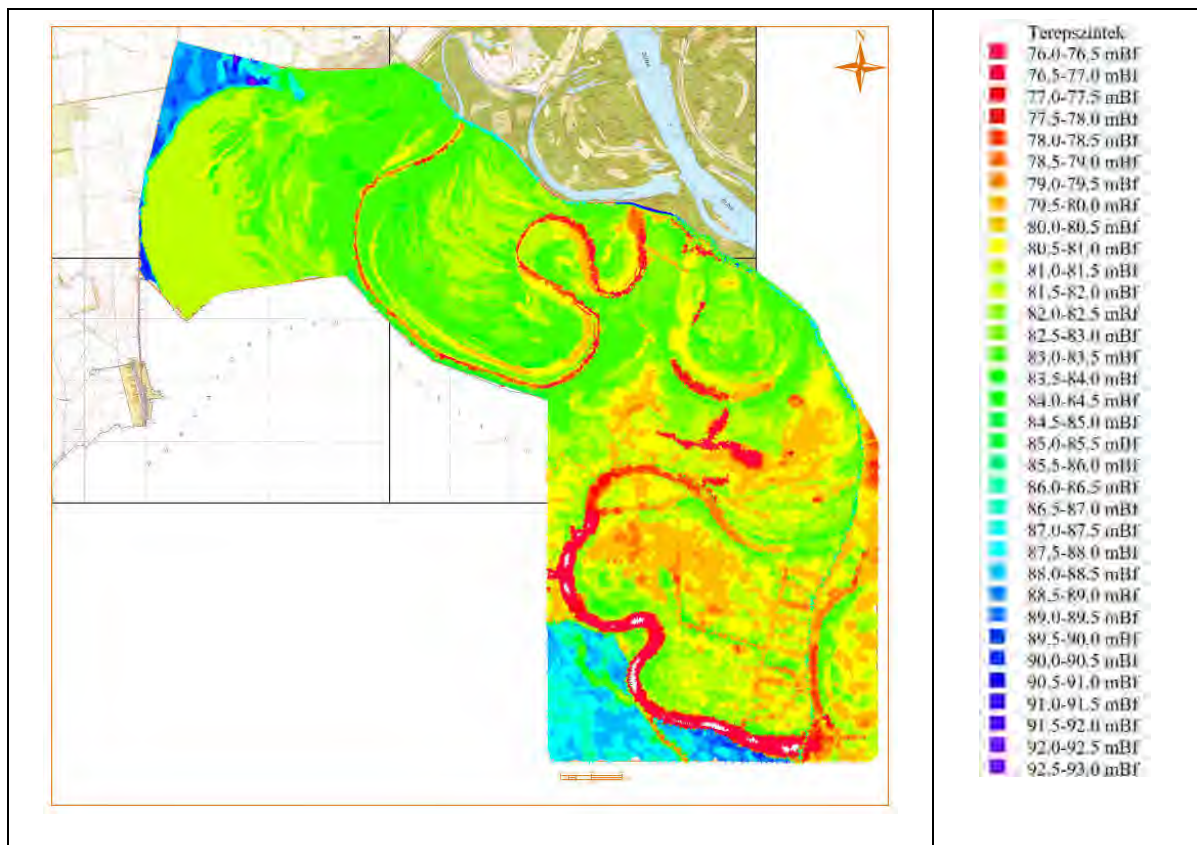 Terepszintek
76.0-76.5 mBf
76.5-77.0 mBf
77.0-77.5 mBf
77.5-78.0 mBf
78.0-78.5 mBf
78.5-79.0 mBf
79.0-79.5 mBf
79.5-80.0 mBf
80.0-80.5 mBf
80.5-81.0 mBf
81.0-81.5 mBf
81.5-82.0 mBf
82.0-82.5 mBf
82.5-83.0 mBf
83.0-83.5 mBf
83.5-84.0 mBf
84.0-84.5 mBf
84.5-85.0 mBf
85.0-85.5 mBf
85.5-86.0 mBf
86.0-86.5 mBf
86.5-87.0 mBf
87.0-87.5 mBf
87.5-88.0 mBf
88.0-88.5 mBf
88.5-89.0 mBf
89.0-89.5 mBf
89.5-90.0 mBf
90.0-90.5 mBf
90.5-91.0 mBf
91.0-91.5 mBf
91.5-92.0 mBf
92.0-92.5 mBf
92.5-93.0 mBf